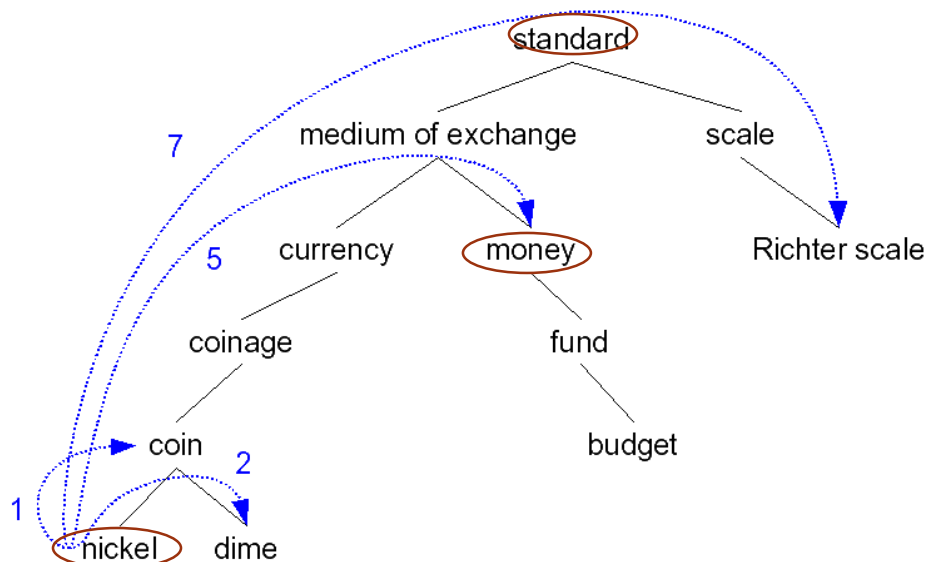 standard
7
medium of exchange
scale
5
currency
money
Richter scale
coinage
fund
coin
2
budget
1
nickel
dime